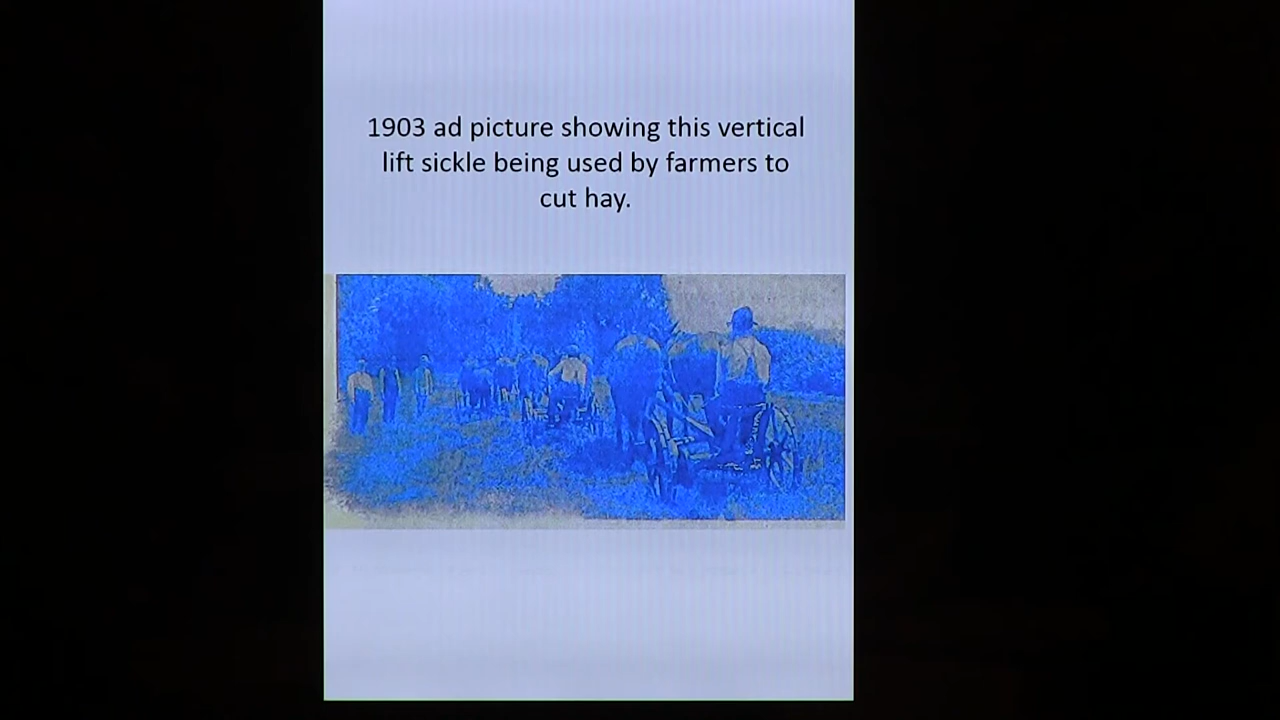 1903 ad picture showing this vertical
lift sickle being used by farmers to
cut hay.